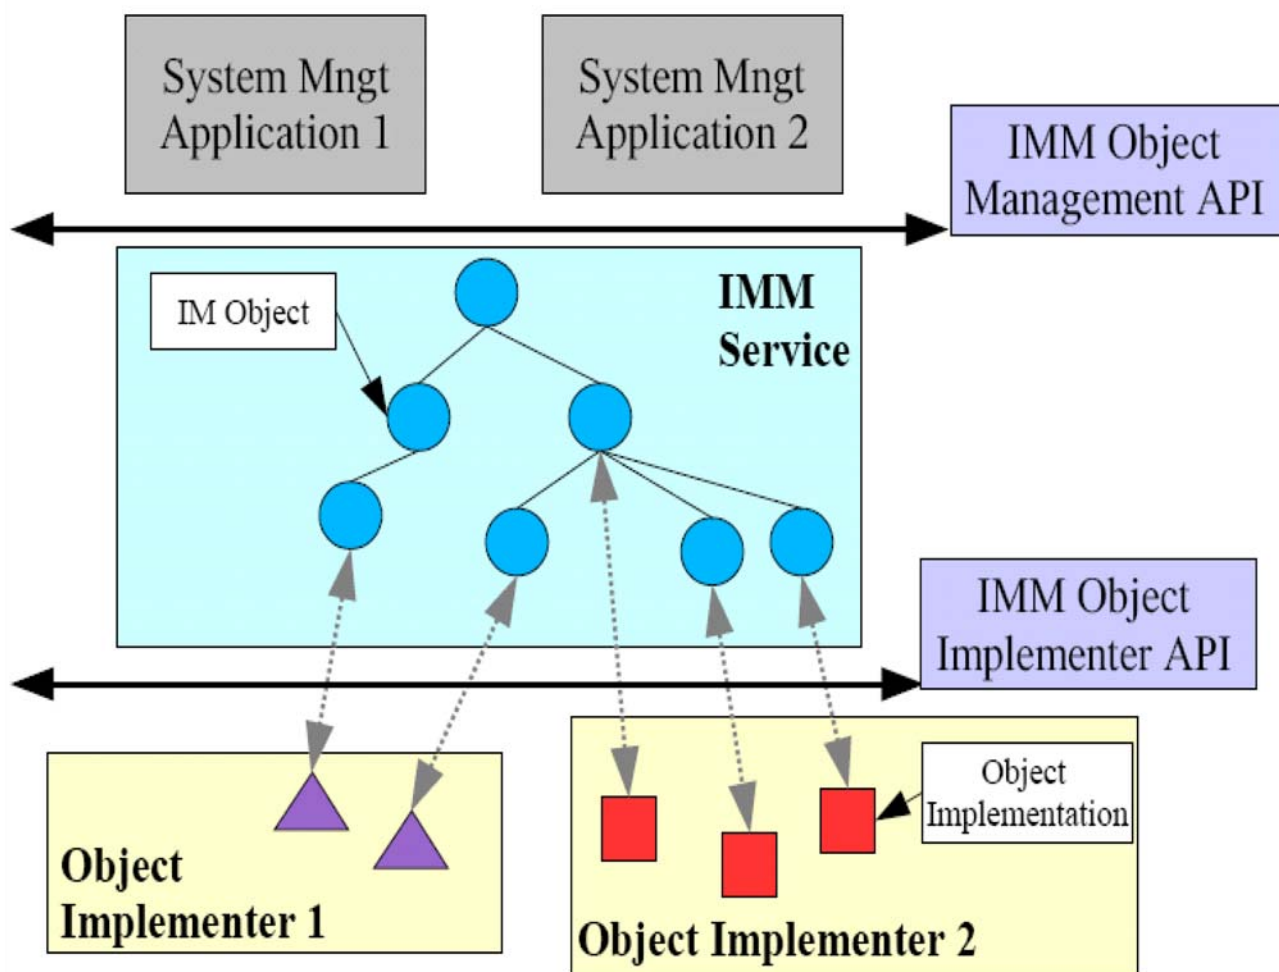 System Mngt
Application 1
System Mngt
Application 2
IMM Object
Management API
IM Object
IMM
Service
IMM Object
Implementer API
Object
Implementation
Object
Implementer 1
Object Implementer 2